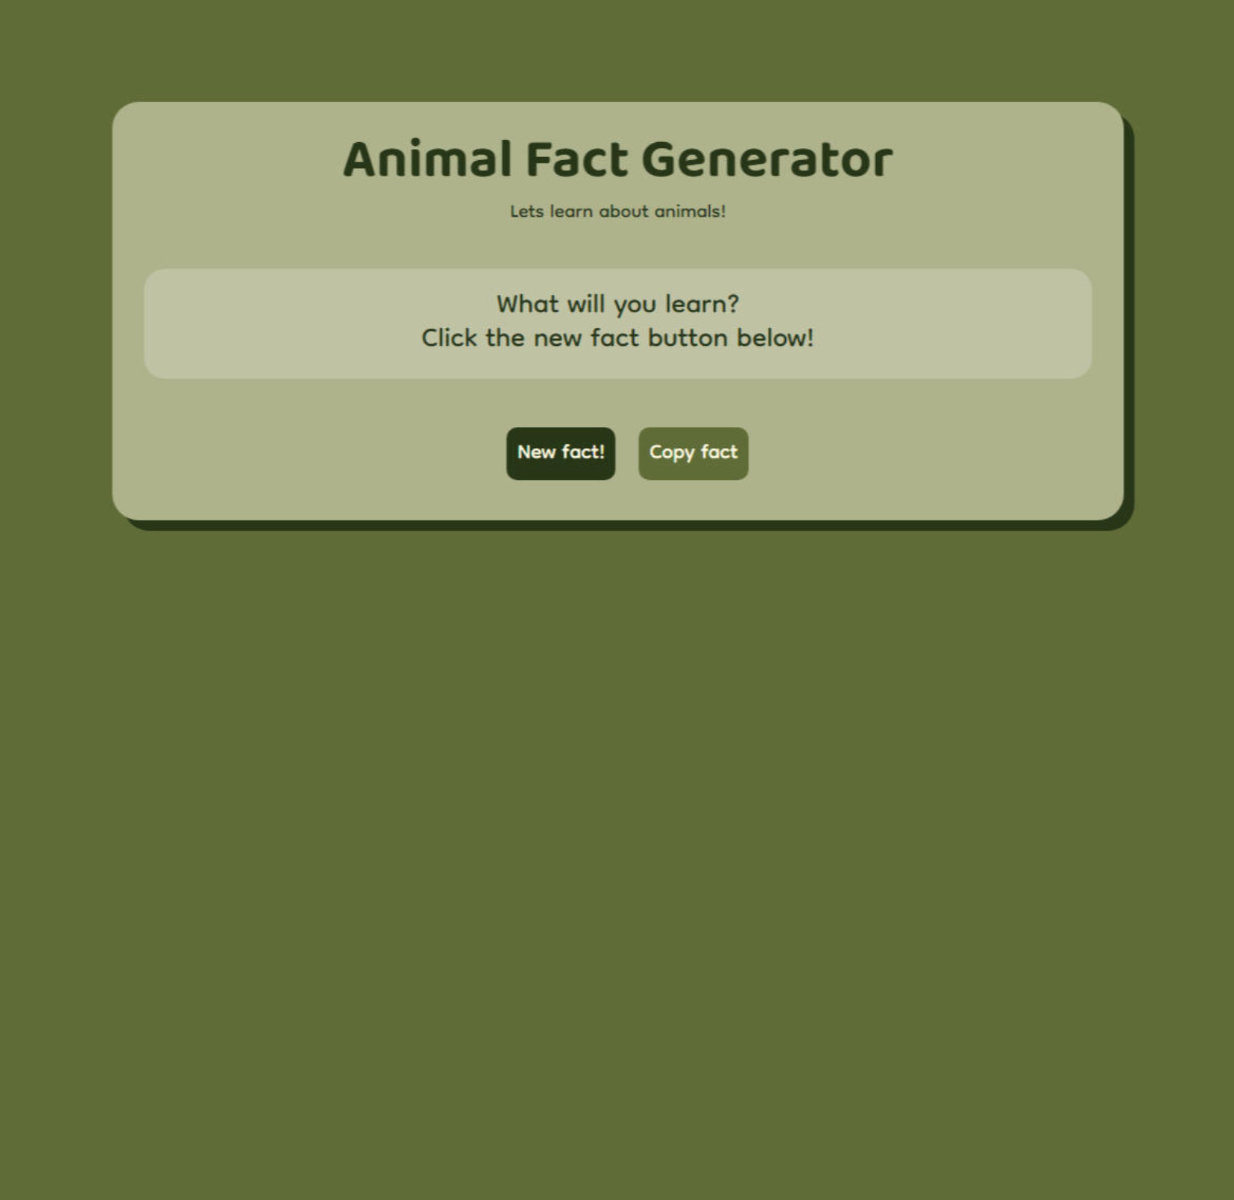 Animal Fact Generator
Lets learn about animals!
What will you learn?
Click the new fact button below!
New fact!
Copy fact